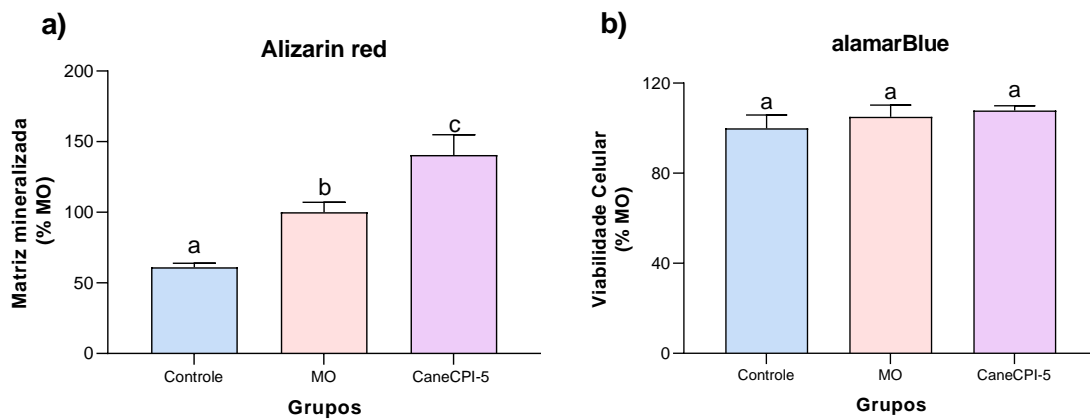 a)
Alizarin red
Matriz mineralizada
(% MO)
200
150
100
50
0
a
b
c
Controle
MO
CaneCPI-5
Grupos
b)
alamarBlue
Viabilidade Celular
(% MO)
120
80
40
0
a
a
a
Controle
MO
CaneCPI-5
Grupos